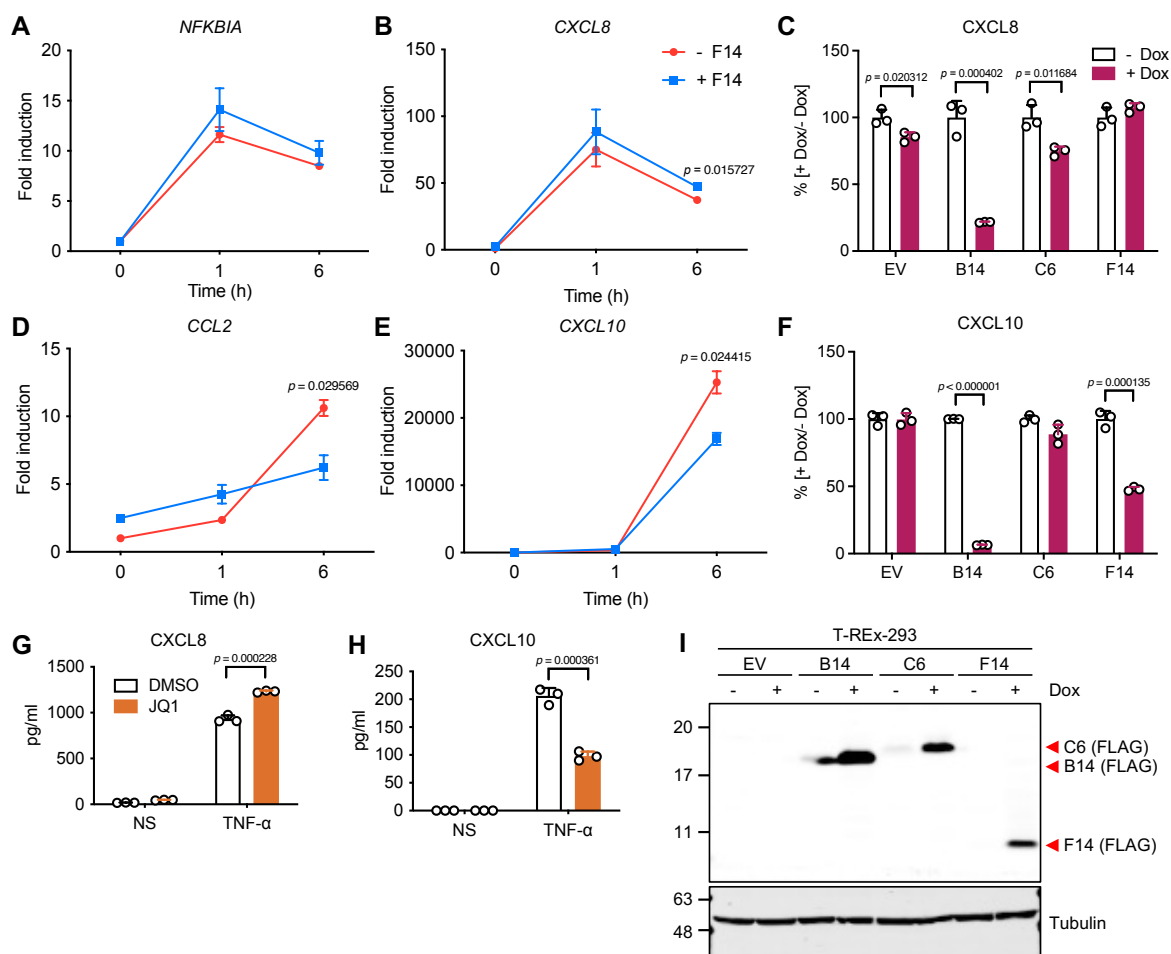 A
NFKBIA
Fold induction
20
15
10
5
0
0
1
6
Time (h)
B
CXCL8
- F14
+ F14
Fold induction
150
100
50
0
p = 0.015727
0
1
6
Time (h)
C
CXCL8
- Dox
+ Dox
% [+ Dox/- Dox]
150
100
50
0
p = 0.020312
p = 0.000402
p = 0.011684
EV
B14
C6
F14
D
CCL2
Fold induction
15
10
5
0
p = 0.029569
0
1
6
Time (h)
E
CXCL10
Fold induction
30000
20000
10000
0
p = 0.024415
0
1
6
Time (h)
F
CXCL10
% [+ Dox/- Dox]
150
100
50
0
p < 0.000001
p = 0.000135
EV
B14
C6
F14
G
CXCL8
pg/ml
1500
1000
500
0
p = 0.000228
DMSO
JQ1
NS
TNF-α
H
CXCL10
pg/ml
250
200
150
100
50
0
p = 0.000361
NS
TNF-α
I
T-REx-293
EV
B14
C6
F14
- + - + - + - +
Dox
20
17
11
C6 (FLAG)
B14 (FLAG)
F14 (FLAG)
63
48
Tubulin